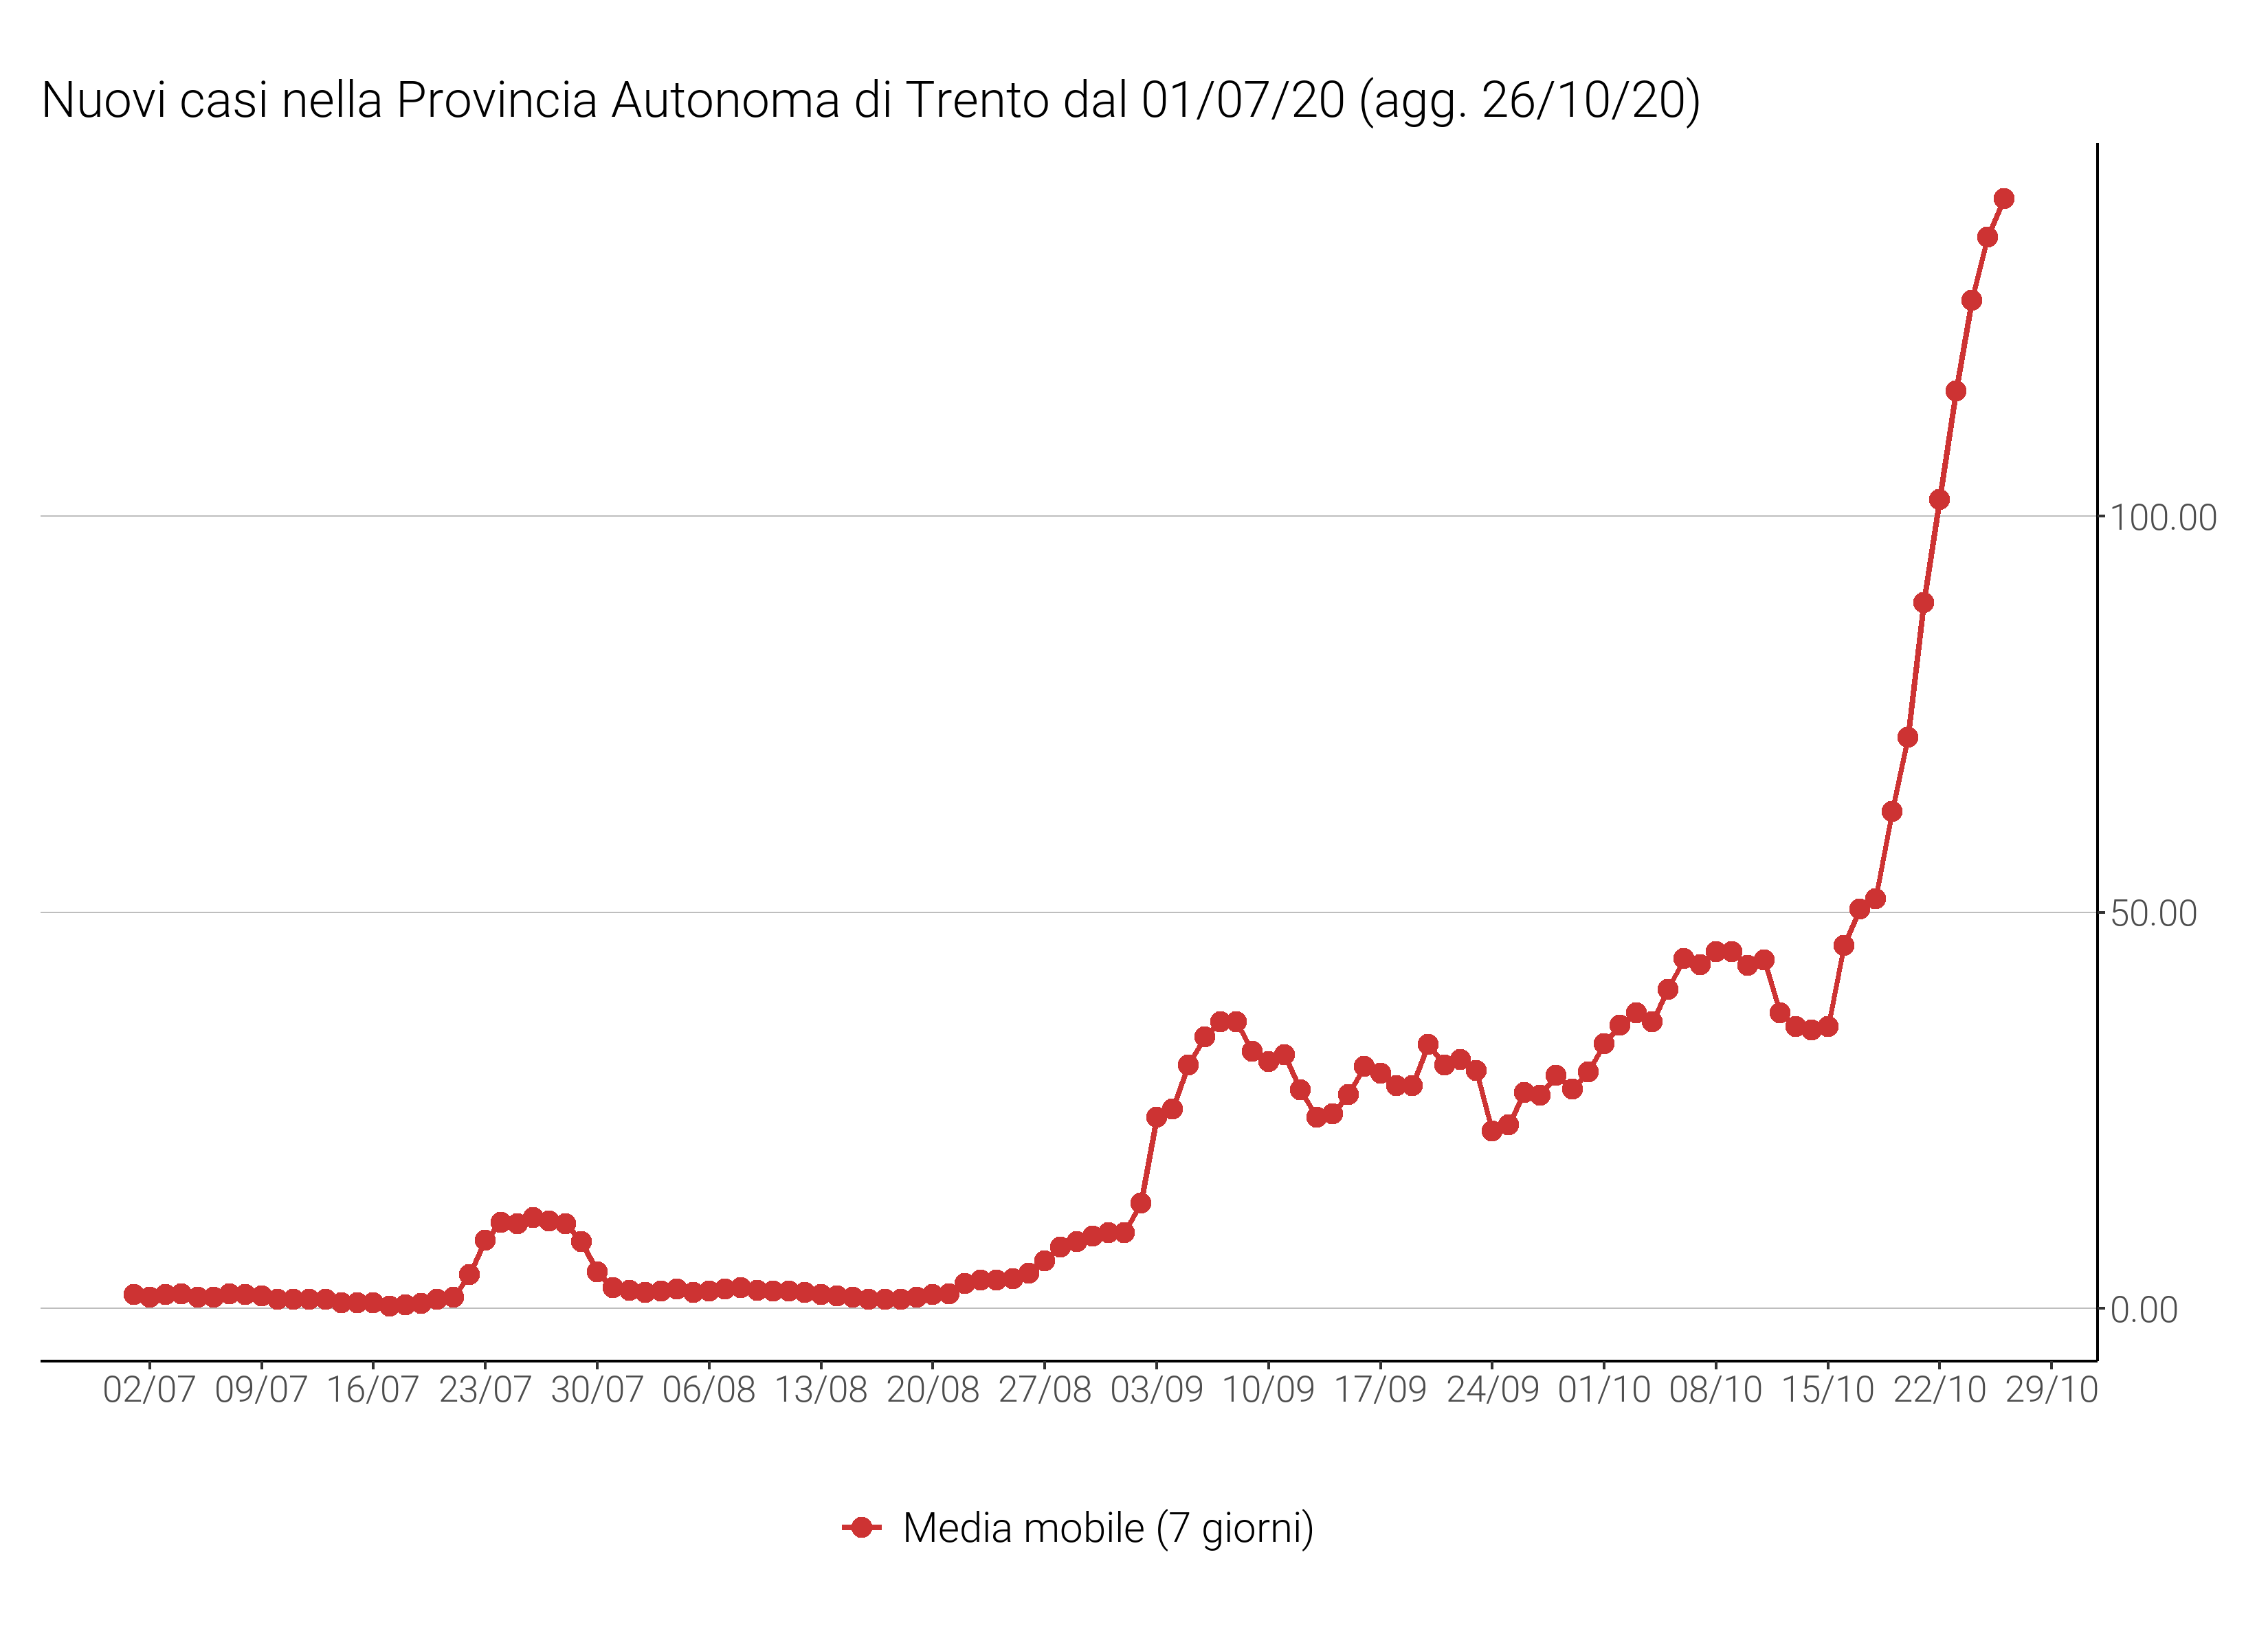 Nuovi casi nella Provincia Autonoma di Trento dal 01/07/20 (agg. 26/10/20)
100.00
50.00
0.00
02/07 09/07 16/07 23/07 30/07 06/08 13/08 20/08 27/08 03/09 10/09 17/09 24/09 01/10 08/10 15/10 22/10 29/10
Media mobile (7 giorni)